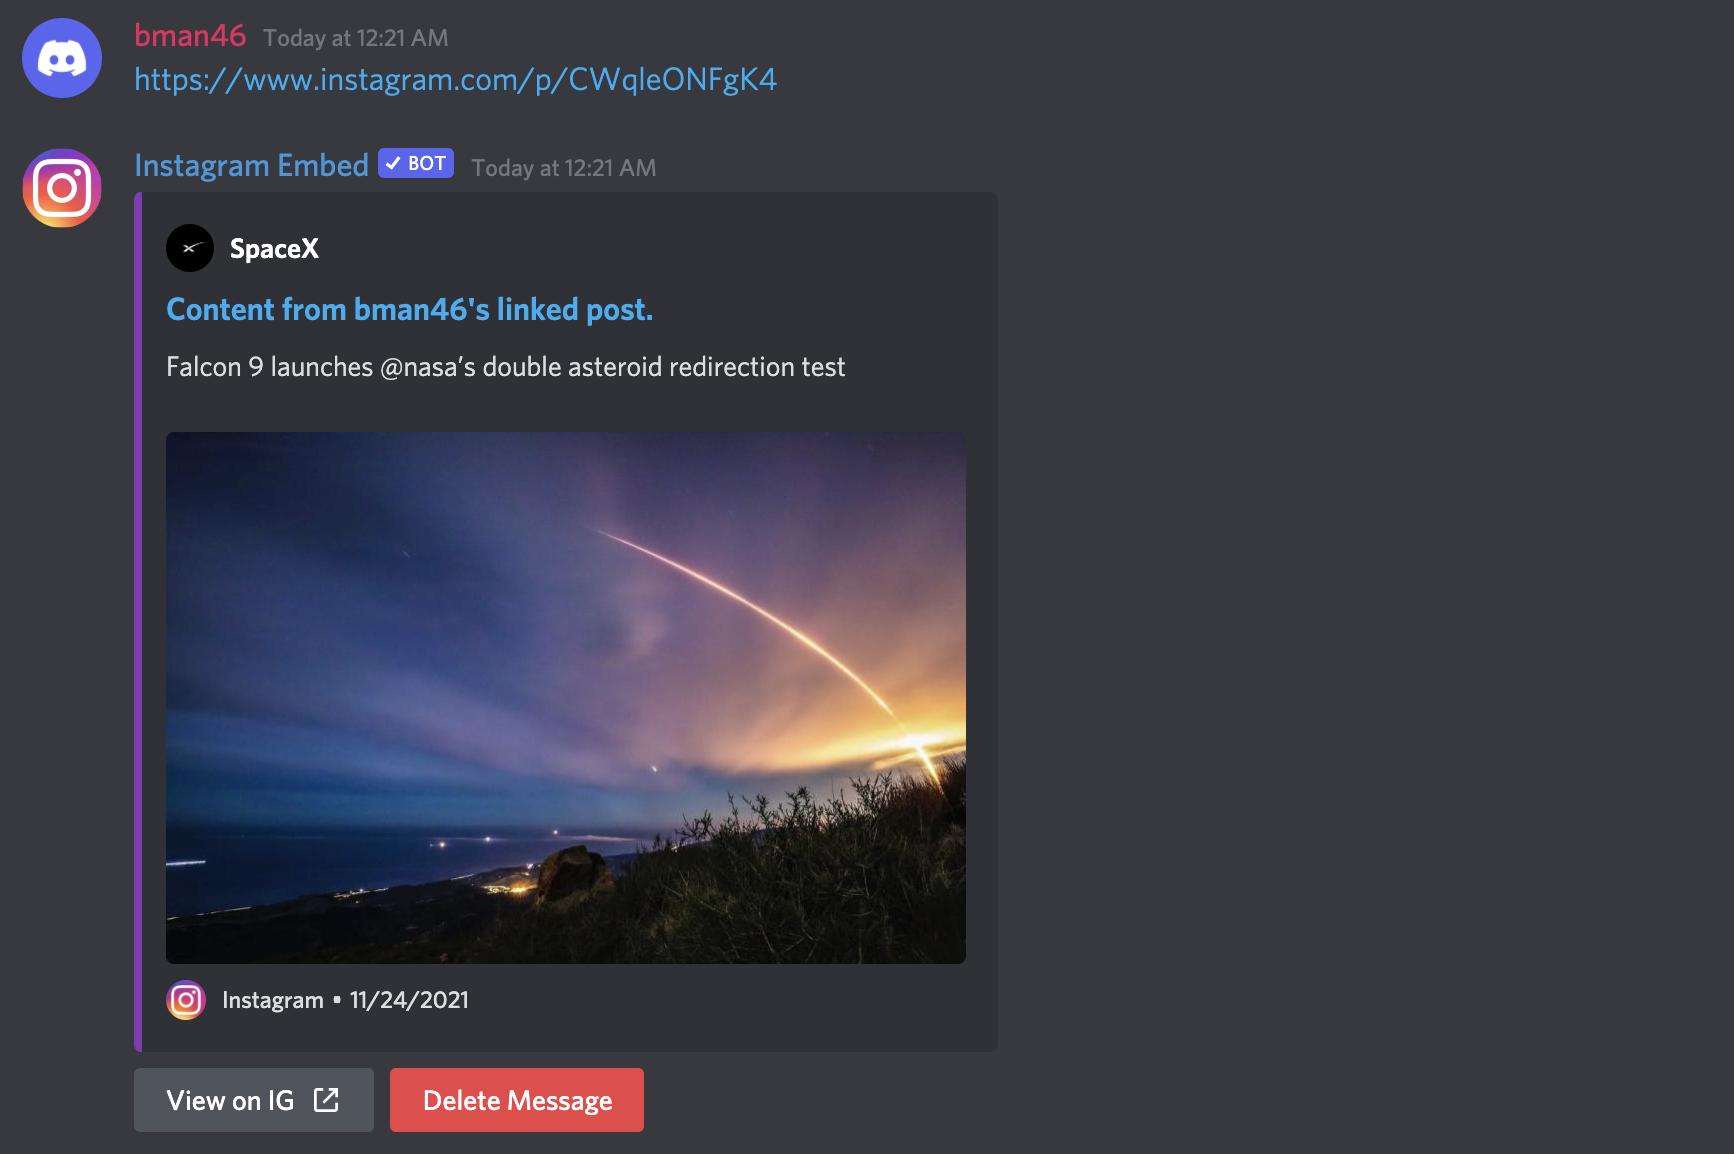 bman46 Today at 12:21 AM
https://www.instagram.com/p/CWqleONFgK4
Instagram Embed BOT Today at 12:21 AM
SpaceX
Content from bman46's linked post.
Falcon 9 launches @nasa’s double asteroid redirection test
Instagram • 11/24/2021
View on IG
Delete Message